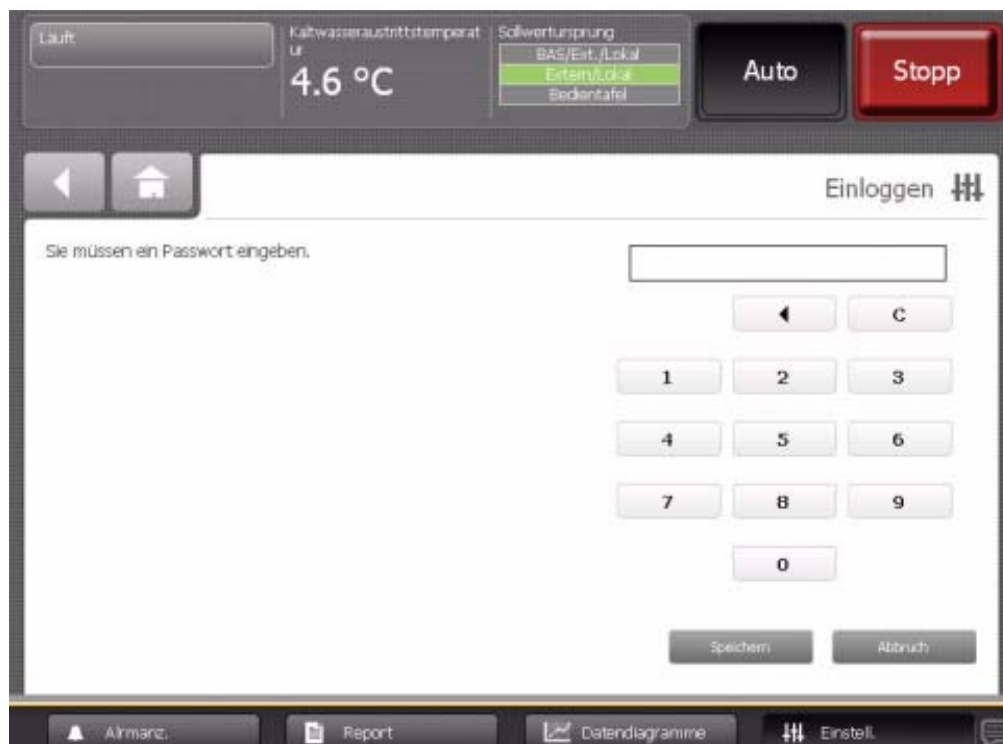 Läuft
Kaltwasseraustrittstemperat
ur
4.6 °C
Sollwertursprung
BAS/Ext./Lokal
Extern/Lokal
Bedientafel
Auto
Stopp
Einloggen
Sie müssen ein Passwort eingeben.
C
1 2 3
4 5 6
7 8 9
0
Speichern Abbruch
Alrmanz. Report Datendiagramme Einstell.